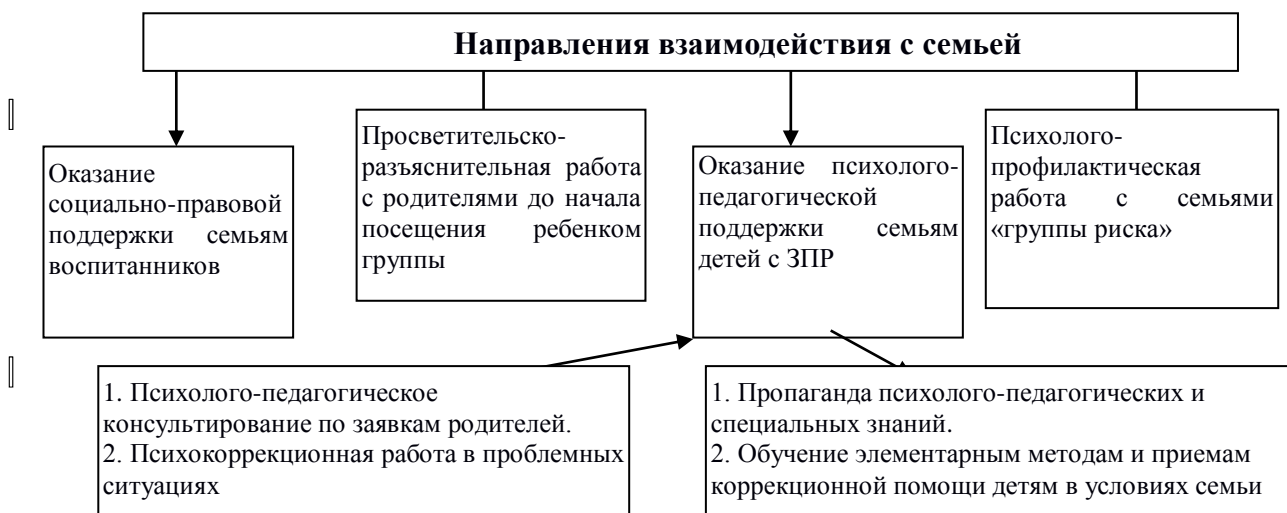 Направления взаимодействия с семьей
Оказание
социально-правовой
поддержки семьям
воспитанников
Просветительско-
разъяснительная работа
с родителями до начала
посещения ребенком
группы
Оказание психолого-
педагогической
поддержки семьям
детей с ЗПР
Психолого-
профилактическая
работа с семьями
«группы риска»
1. Психолого-педагогическое
консультирование по заявкам родителей.
2. Психокоррекционная работа в проблемных
ситуациях
1. Пропаганда психолого-педагогических и
специальных знаний.
2. Обучение элементарным методам и приемам
коррекционной помощи детям в условиях семьи